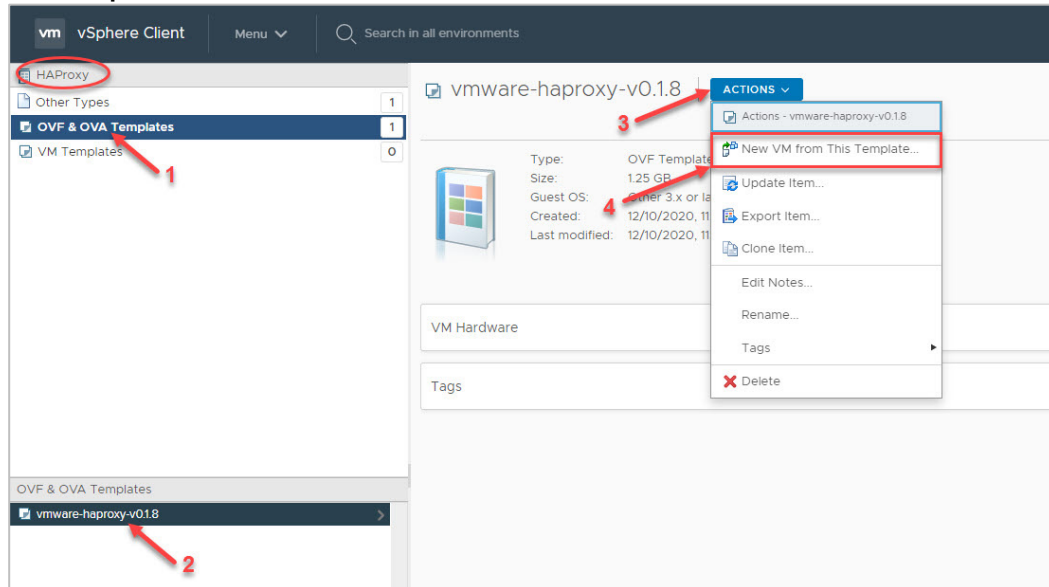 vm vSphere Client Menu Search in all environments
HAProxy
Other Types 1
OVF & OVA Templates 1
VM Templates 0
1
vmware-haproxy-v0.1.8 ACTIONS
3
Actions - vmware-haproxy-v0.1.8
New VM from This Template...
4
Update Item...
Export Item...
Clone Item...
Edit Notes...
Rename...
Tags
Delete
Type: OVF Template
Size: 1.25 GB
Guest OS: Other 3.x or la
Created: 12/10/2020, 11
Last modified: 12/10/2020, 11
VM Hardware
Tags
OVF & OVA Templates
vmware-haproxy-v0.1.8
2